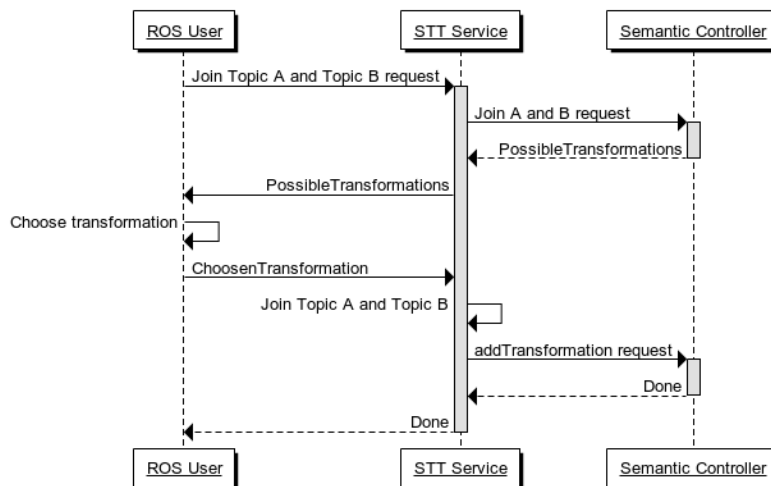 ROS User
STT Service
Semantic Controller
Join Topic A and Topic B request
Join A and B request
PossibleTransformations
PossibleTransformations
Choose transformation
ChoosenTransformation
Join Topic A and Topic B
addTransformation request
Done
Done
ROS User
STT Service
Semantic Controller